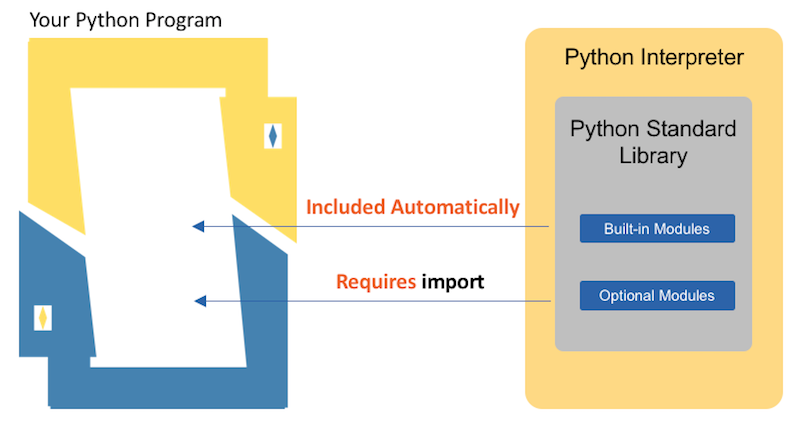 Your Python Program
Python Interpreter
Python Standard
Library
Included Automatically
Built-in Modules
Requires import
Optional Modules